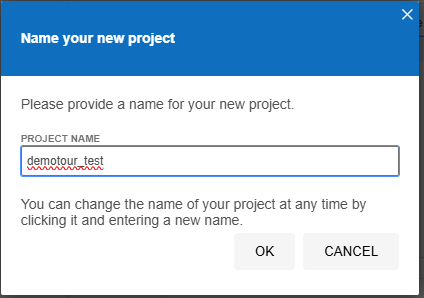 Name your new project
Please provide a name for your new project.
PROJECT NAME
demotour_test
You can change the name of your project at any time by
clicking it and entering a new name.
OK
CANCEL